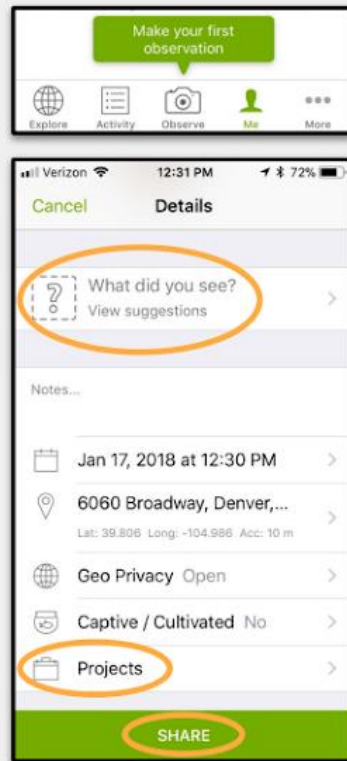 Make your first
observation
Explore Activity Observe Me More
Verizon 12:31 PM 72%
Cancel Details
? What did you see?
View suggestions
Notes...
Jan 17, 2018 at 12:30 PM
6060 Broadway, Denver,...
Lat: 39.806 Long: -104.986 Acc: 10 m
Geo Privacy Open
Captive / Cultivated No
Projects
SHARE